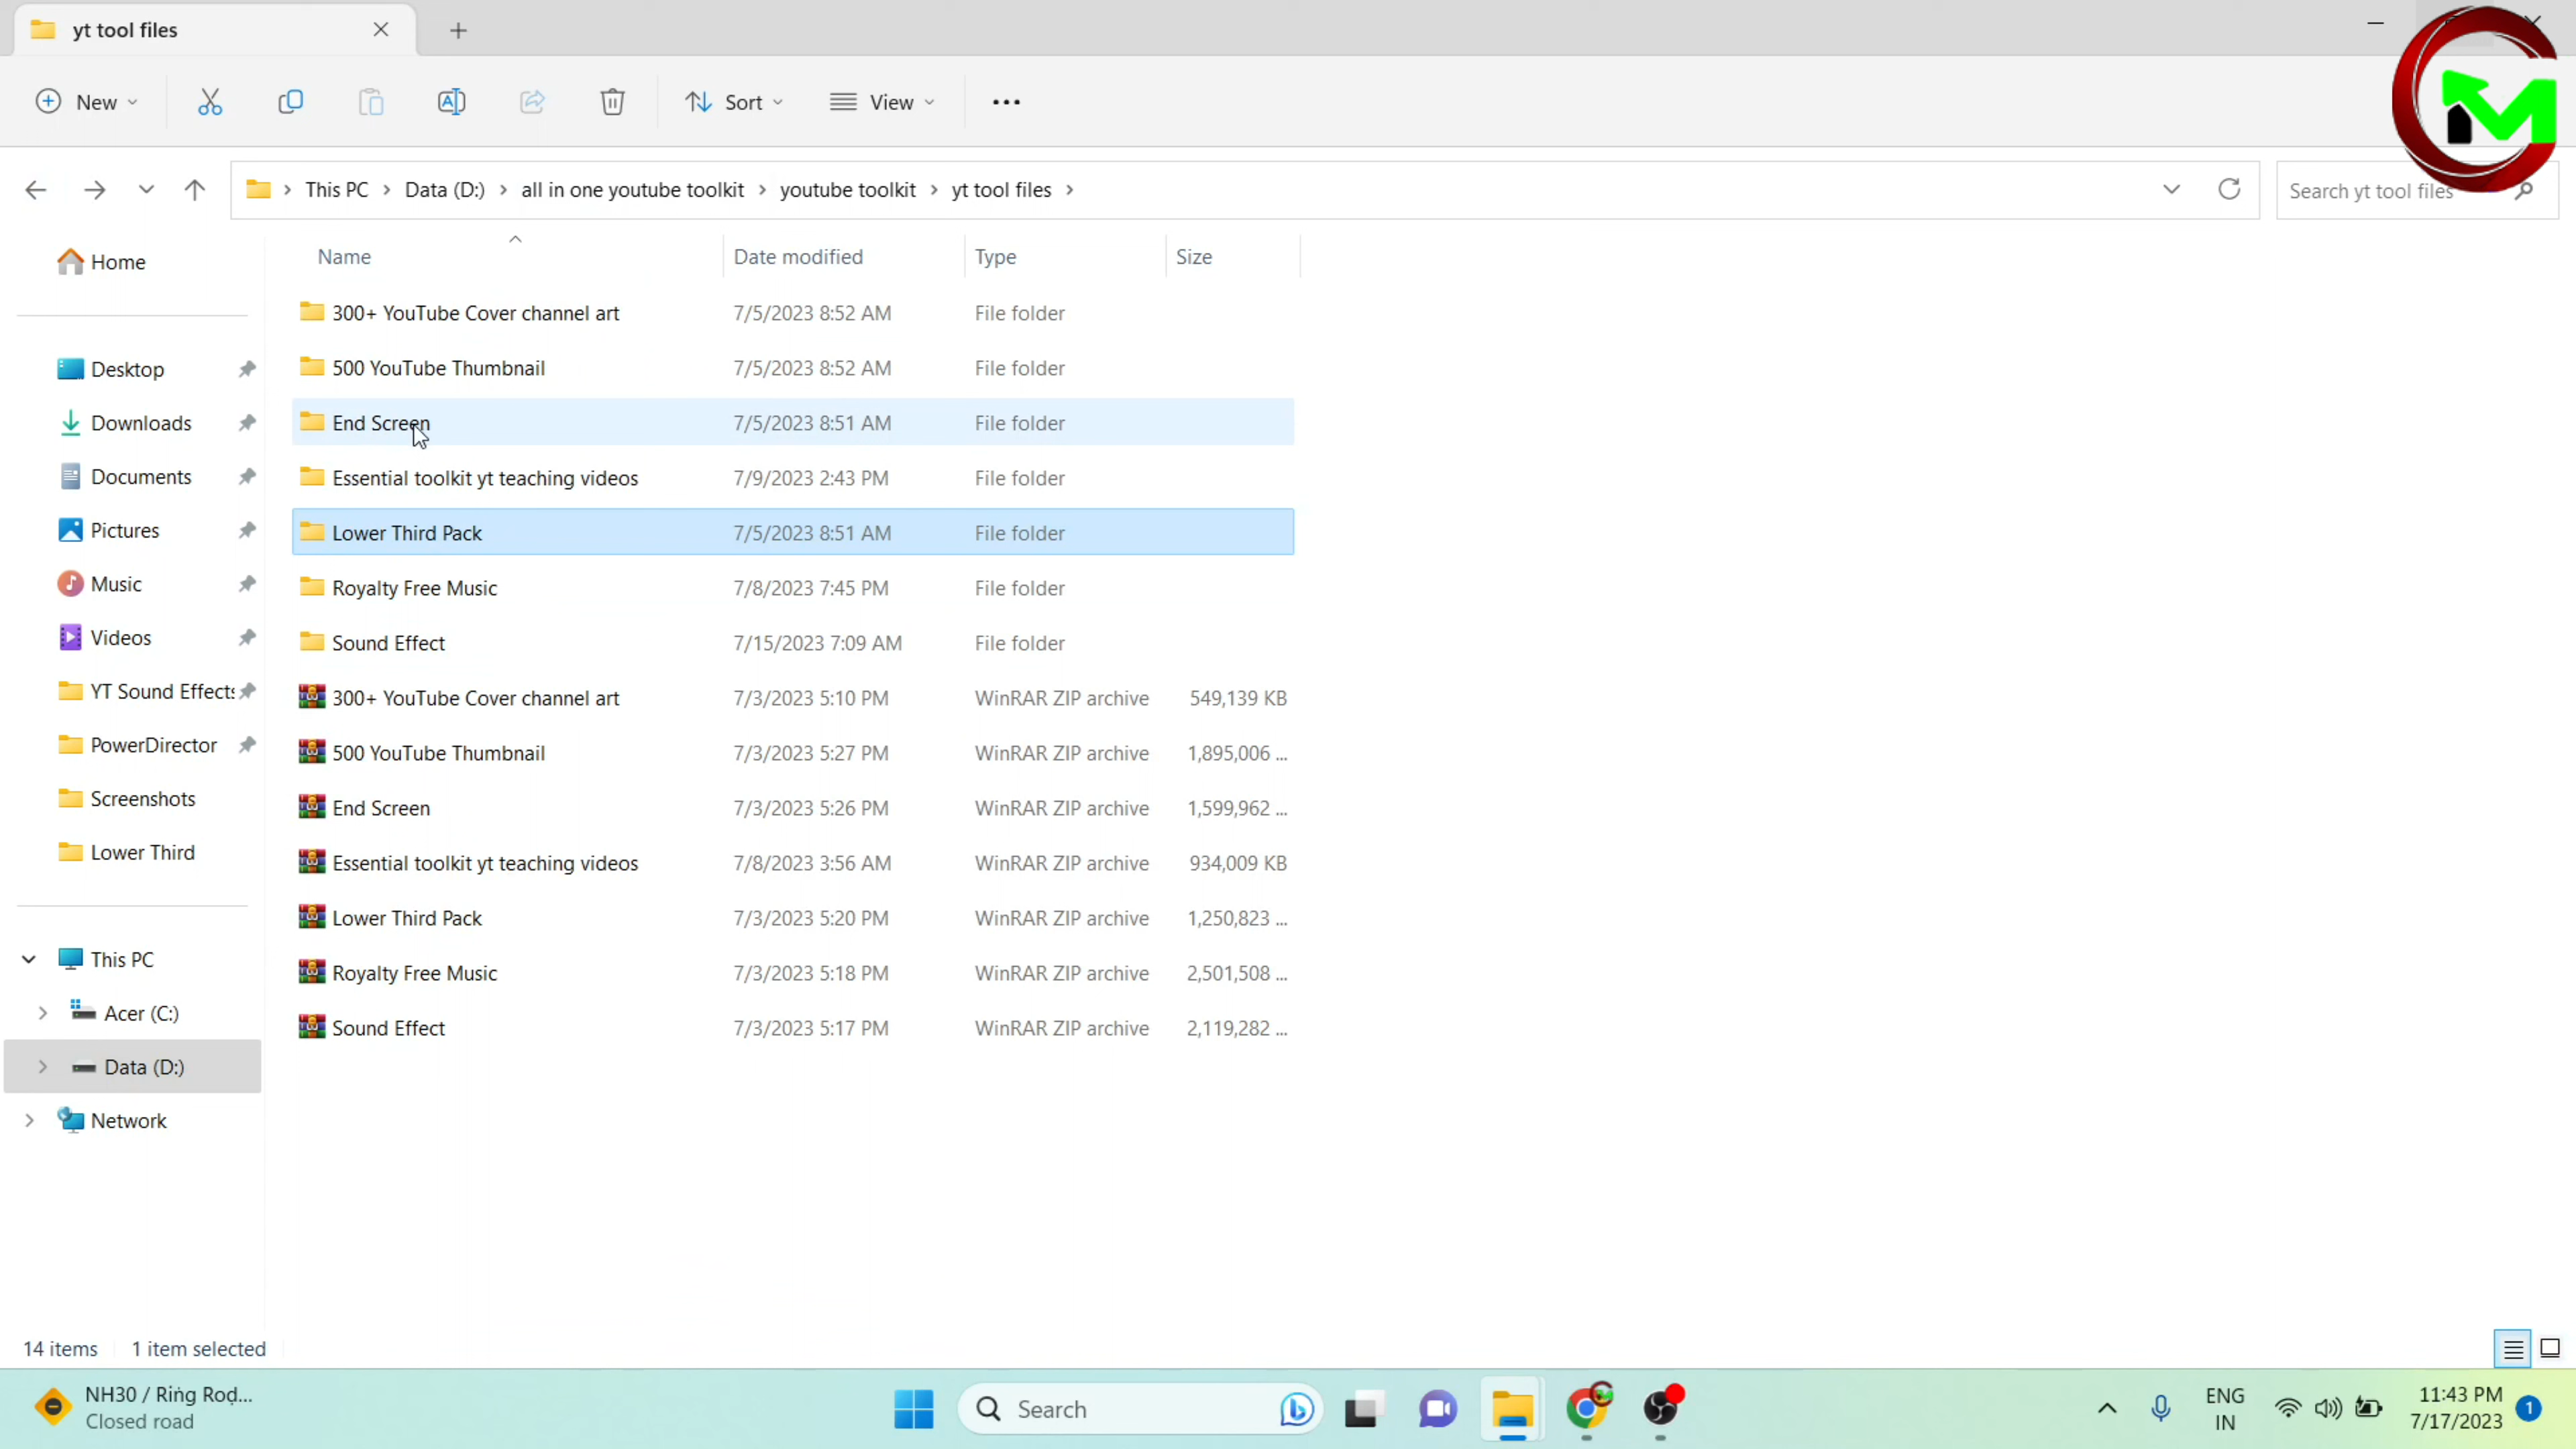 yt tool files
New
Sort
View
This PC
Data (D:)
all in one youtube toolkit
youtube toolkit
yt tool files
Search yt tool files
Name Date modified Type Size
300+ YouTube Cover channel art 7/5/2023 8:52 AM File folder
500 YouTube Thumbnail 7/5/2023 8:52 AM File folder
End Screen 7/5/2023 8:51 AM File folder
Essential toolkit yt teaching videos 7/9/2023 2:43 PM File folder
Lower Third Pack 7/5/2023 8:51 AM File folder
Royalty Free Music 7/8/2023 7:45 PM File folder
Sound Effect 7/15/2023 7:09 AM File folder
300+ YouTube Cover channel art 7/3/2023 5:10 PM WinRAR ZIP archive 549,139 KB
500 YouTube Thumbnail 7/3/2023 5:27 PM WinRAR ZIP archive 1,895,006 ...
End Screen 7/3/2023 5:26 PM WinRAR ZIP archive 1,599,962 ...
Essential toolkit yt teaching videos 7/8/2023 3:56 AM WinRAR ZIP archive 934,009 KB
Lower Third Pack 7/3/2023 5:20 PM WinRAR ZIP archive 1,250,823 ...
Royalty Free Music 7/3/2023 5:18 PM WinRAR ZIP archive 2,501,508 ...
Sound Effect 7/3/2023 5:17 PM WinRAR ZIP archive 2,119,282 ...
Home
Desktop
Downloads
Documents
Pictures
Music
Videos
YT Sound Effects
PowerDirector
Screenshots
Lower Third
This PC
Acer (C:)
Data (D:)
Network
14 items 1 item selected
NH30 / Ring Rod...
Closed road
Search
ENG
IN
11:43 PM
7/17/2023
1